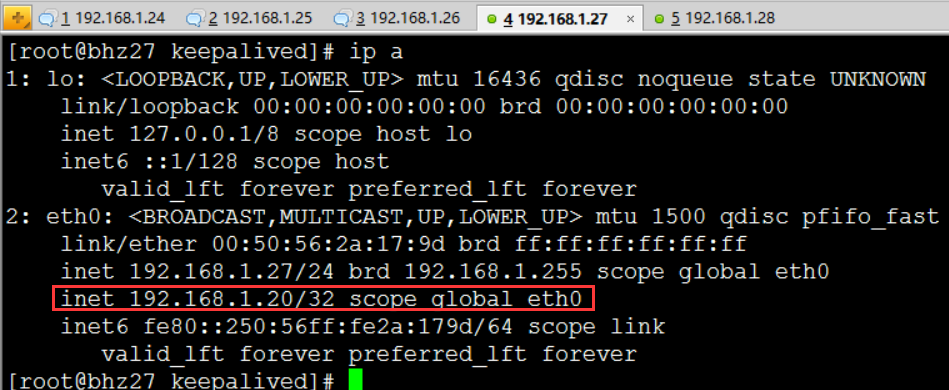 1 192.168.1.24 2 192.168.1.25 3 192.168.1.26 4 192.168.1.27 × 5 192.168.1.28
[root@bhz27 keepalived]# ip a
1: lo: <LOOPBACK,UP,LOWER_UP> mtu 16436 qdisc noqueue state UNKNOWN
    link/loopback 00:00:00:00:00:00 brd 00:00:00:00:00:00
    inet 127.0.0.1/8 scope host lo
    inet6 ::1/128 scope host
       valid_lft forever preferred_lft forever
2: eth0: <BROADCAST,MULTICAST,UP,LOWER_UP> mtu 1500 qdisc pfifo_fast
    link/ether 00:50:56:2a:17:9d brd ff:ff:ff:ff:ff:ff
    inet 192.168.1.27/24 brd 192.168.1.255 scope global eth0
    inet 192.168.1.20/32 scope global eth0
    inet6 fe80::250:56ff:fe2a:179d/64 scope link
       valid_lft forever preferred_lft forever
[root@bhz27 keepalived]#